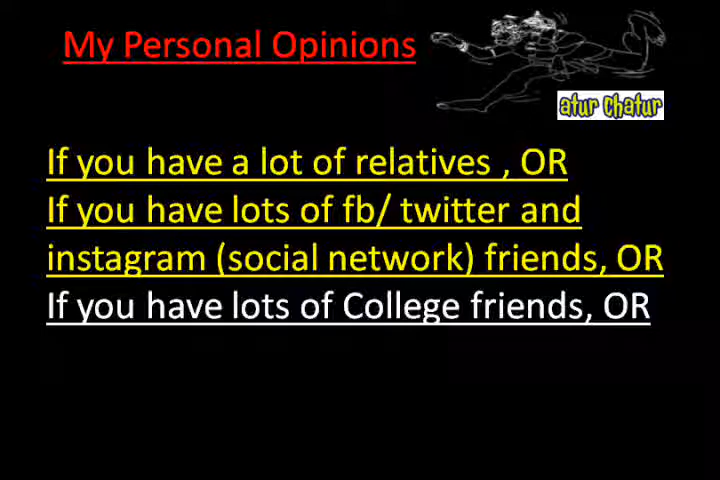 My Personal Opinions
atur chatur
If you have a lot of relatives , OR
If you have lots of fb/ twitter and
instagram (social network) friends, OR
If you have lots of College friends, OR